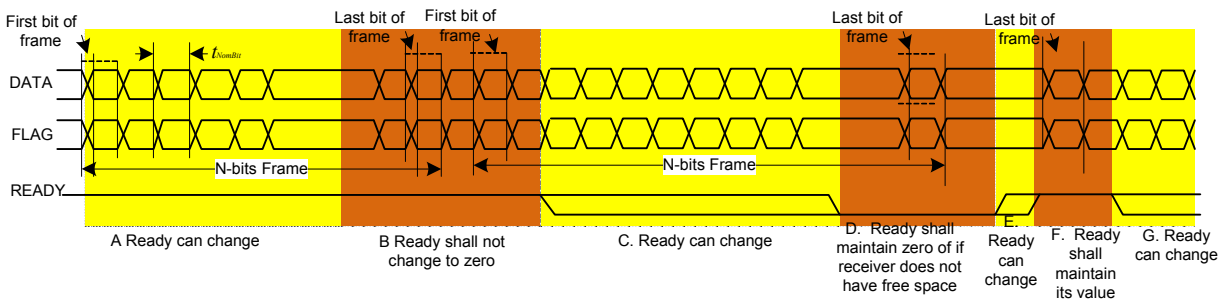 First bit of
frame
t NomBit
Last bit of
frame
First bit of
frame
Last bit of
frame
Last bit of
frame
DATA
FLAG
N-bits Frame
N-bits Frame
READY
A Ready can change
B Ready shall not
change to zero
C. Ready can change
D. Ready shall
maintain zero of if
receiver does not
have free space
E.
Ready
can
change
F. Ready
shall
maintain
its value
G. Ready
can change